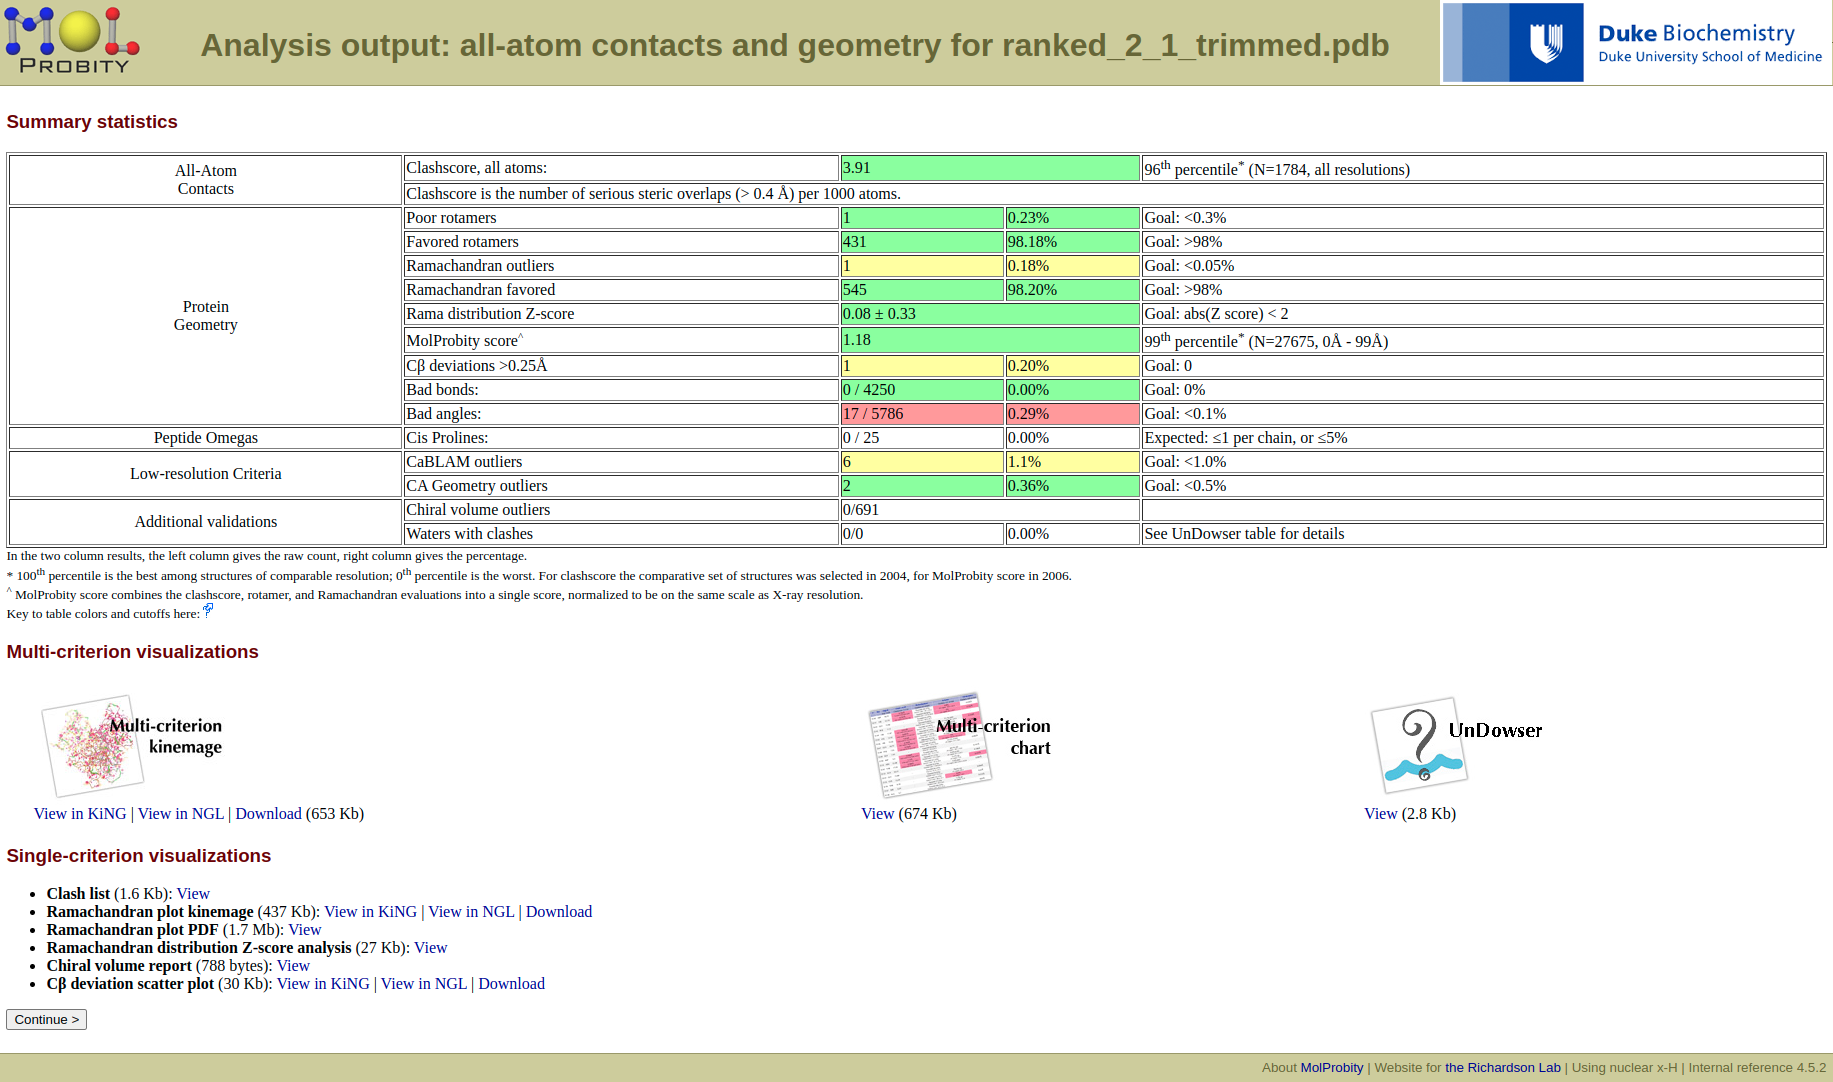 MOL
PROBITY
Analysis output: all-atom contacts and geometry for ranked_2_1_trimmed.pdb
Duke Biochemistry
Duke University School of Medicine
Summary statistics
All-Atom
Contacts
Clashscore, all atoms: 3.91 96th percentile* (N=1784, all resolutions)
Clashscore is the number of serious steric overlaps (> 0.4 Å) per 1000 atoms.
Protein
Geometry
Poor rotamers 1 0.23% Goal: <0.3%
Favored rotamers 431 98.18% Goal: >98%
Ramachandran outliers 1 0.18% Goal: <0.05%
Ramachandran favored 545 98.20% Goal: >98%
Rama distribution Z-score 0.08 ± 0.33 Goal: abs(Z score) < 2
MolProbity score^ 1.18 99th percentile* (N=27675, 0Å - 99Å)
Cβ deviations >0.25Å 1 0.20% Goal: 0
Bad bonds: 0 / 4250 0.00% Goal: 0%
Bad angles: 17 / 5786 0.29% Goal: <0.1%
Peptide Omegas Cis Prolines: 0 / 25 0.00% Expected: ≤1 per chain, or ≤5%
Low-resolution Criteria
CaBLAM outliers 6 1.1% Goal: <1.0%
CA Geometry outliers 2 0.36% Goal: <0.5%
Additional validations
Chiral volume outliers 0/691
Waters with clashes 0/0 0.00% See UnDowser table for details
In the two column results, the left column gives the raw count, right column gives the percentage.
* 100th percentile is the best among structures of comparable resolution; 0th percentile is the worst. For clashscore the comparative set of structures was selected in 2004, for MolProbity score in 2006.
^ MolProbity score combines the clashscore, rotamer, and Ramachandran evaluations into a single score, normalized to be on the same scale as X-ray resolution.
Key to table colors and cutoffs here: ?
Multi-criterion visualizations
Multi-criterion
kinemage
Multi-criterion
chart
UnDowser
View in KiNG | View in NGL | Download (653 Kb)
View (674 Kb)
View (2.8 Kb)
Single-criterion visualizations
• Clash list (1.6 Kb): View
• Ramachandran plot kinemage (437 Kb): View in KiNG | View in NGL | Download
• Ramachandran plot PDF (1.7 Mb): View
• Ramachandran distribution Z-score analysis (27 Kb): View
• Chiral volume report (788 bytes): View
• Cβ deviation scatter plot (30 Kb): View in KiNG | View in NGL | Download
Continue >
About MolProbity | Website for the Richardson Lab | Using nuclear x-H | Internal reference 4.5.2